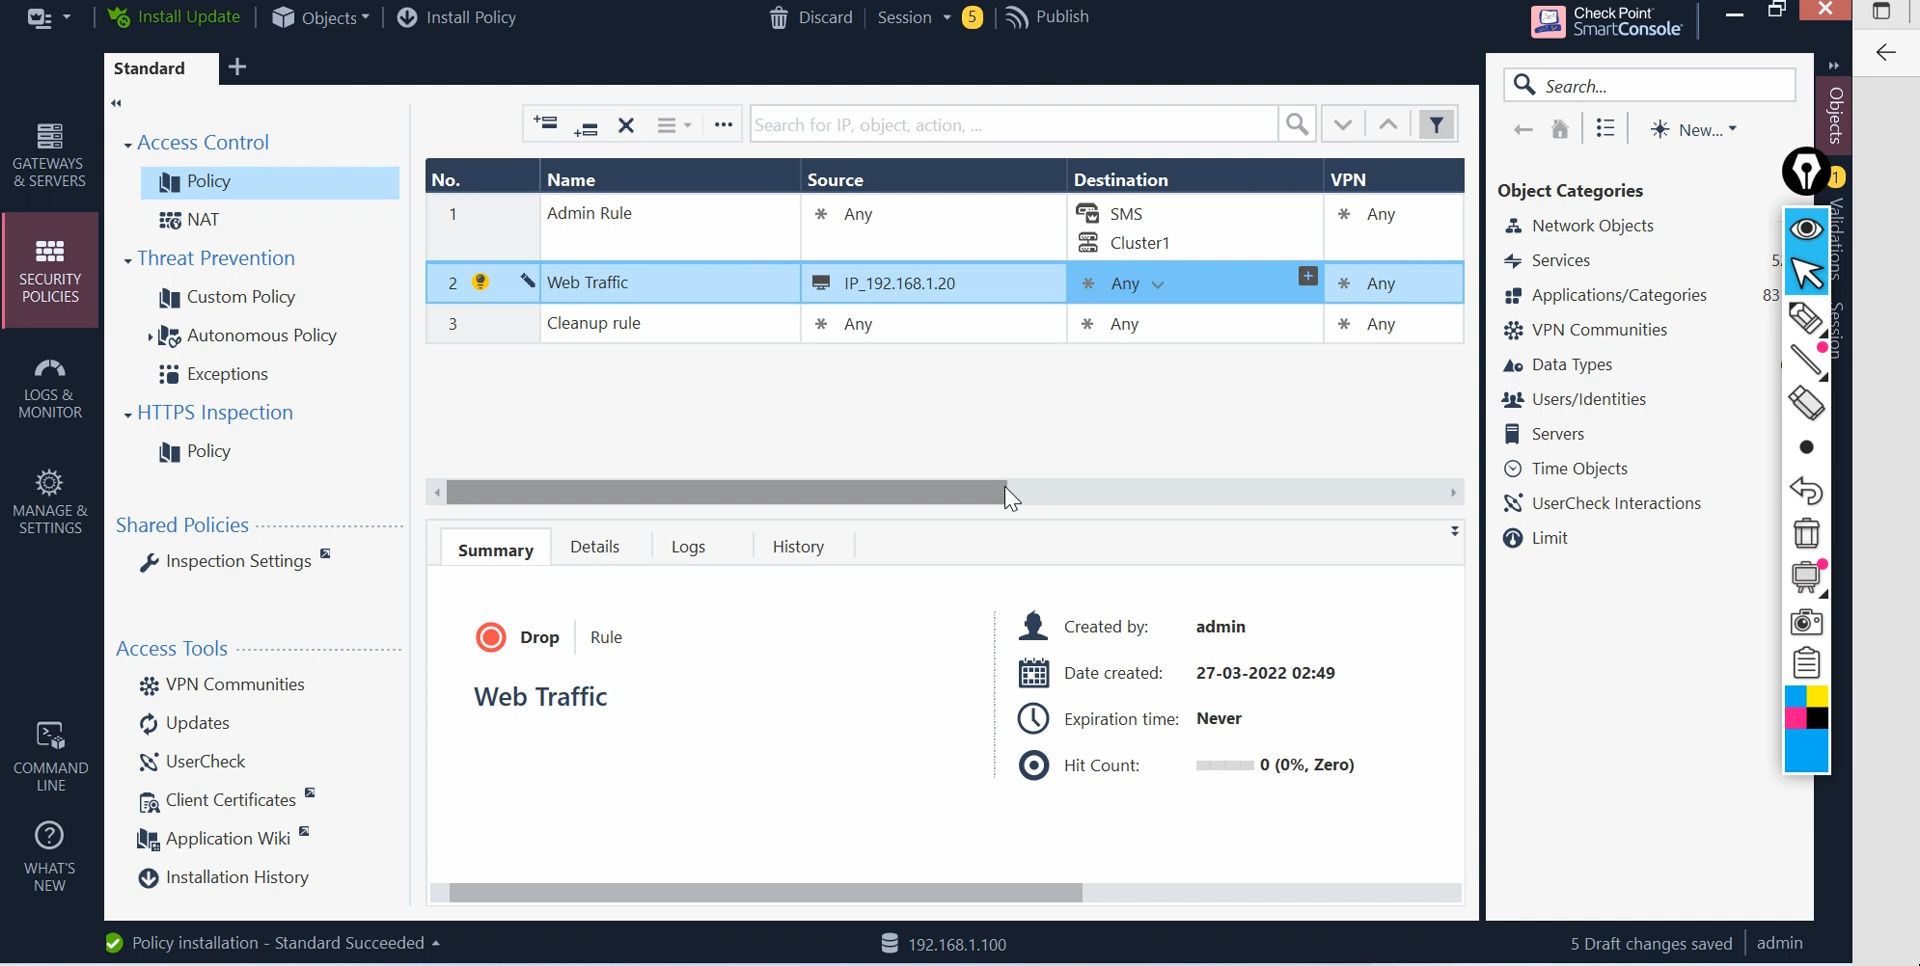 Install Update
Objects
Install Policy
Discard
Session
5
Publish
Check Point
SmartConsole
Standard
GATEWAYS
& SERVERS
SECURITY
POLICIES
LOGS &
MONITOR
MANAGE &
SETTINGS
COMMAND
LINE
WHAT'S
NEW
Access Control
Policy
NAT
Threat Prevention
Custom Policy
Autonomous Policy
Exceptions
HTTPS Inspection
Policy
Shared Policies
Inspection Settings
Access Tools
VPN Communities
Updates
UserCheck
Client Certificates
Application Wiki
Installation History
Search for IP, object, action, ...
No. Name Source Destination VPN
1 Admin Rule Any SMS Any
Cluster1
2 Web Traffic IP_192.168.1.20 Any Any
3 Cleanup rule Any Any Any
Summary Details Logs History
Drop Rule
Web Traffic
Created by: admin
Date created: 27-03-2022 02:49
Expiration time: Never
Hit Count: 0 (0%, Zero)
Search...
New...
Object Categories
Network Objects
Services
Applications/Categories 83
VPN Communities
Data Types
Users/Identities
Servers
Time Objects
UserCheck Interactions
Limit
Objects
1
Validations
Session
Policy installation - Standard Succeeded
192.168.1.100
5 Draft changes saved
admin